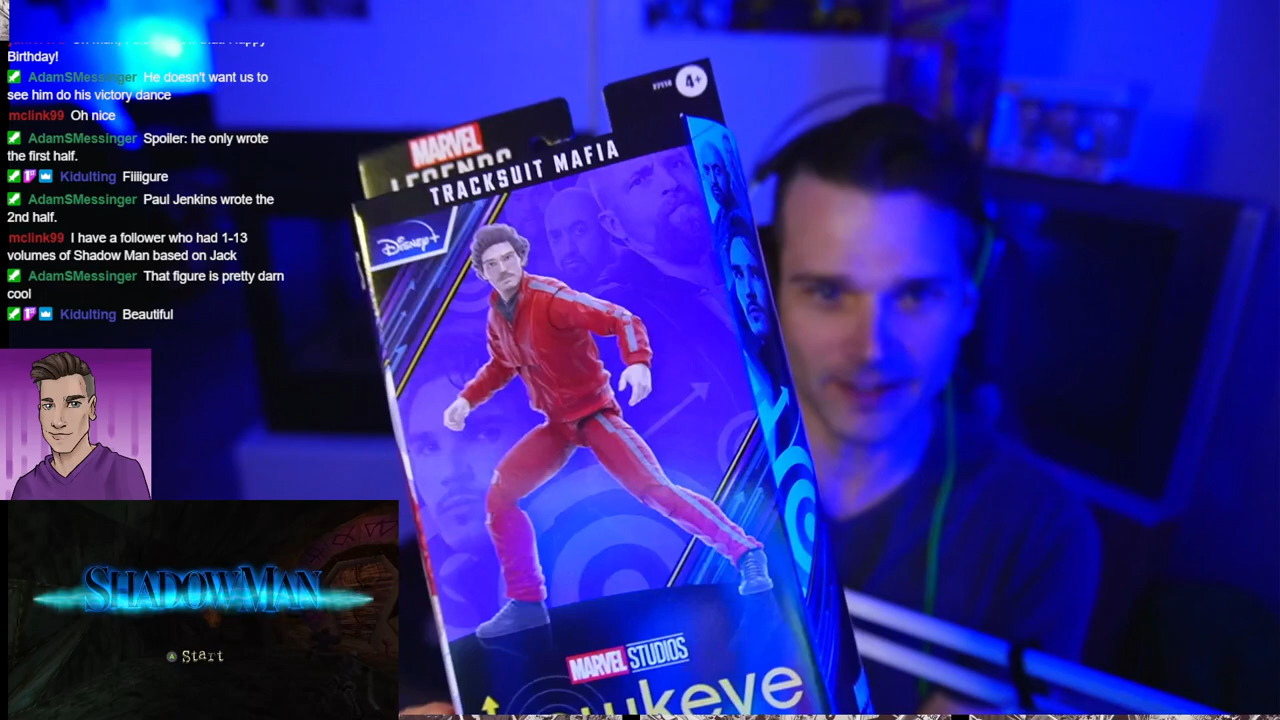 Birthday!
AdamSMessinger He doesn't want us to
see him do his victory dance
mclink99 Oh nice
AdamSMessinger Spoiler: he only wrote
the first half.
Kidulting Fiiiigure
AdamSMessinger Paul Jenkins wrote the
2nd half.
mclink99 I have a follower who had 1-13
volumes of Shadow Man based on Jack
AdamSMessinger That figure is pretty darn
cool
Kidulting Beautiful
4+
MARVEL
LEGENDS
TRACKSUIT MAFIA
Disney+
MARVEL STUDIOS
SHADOWMAN
A Start